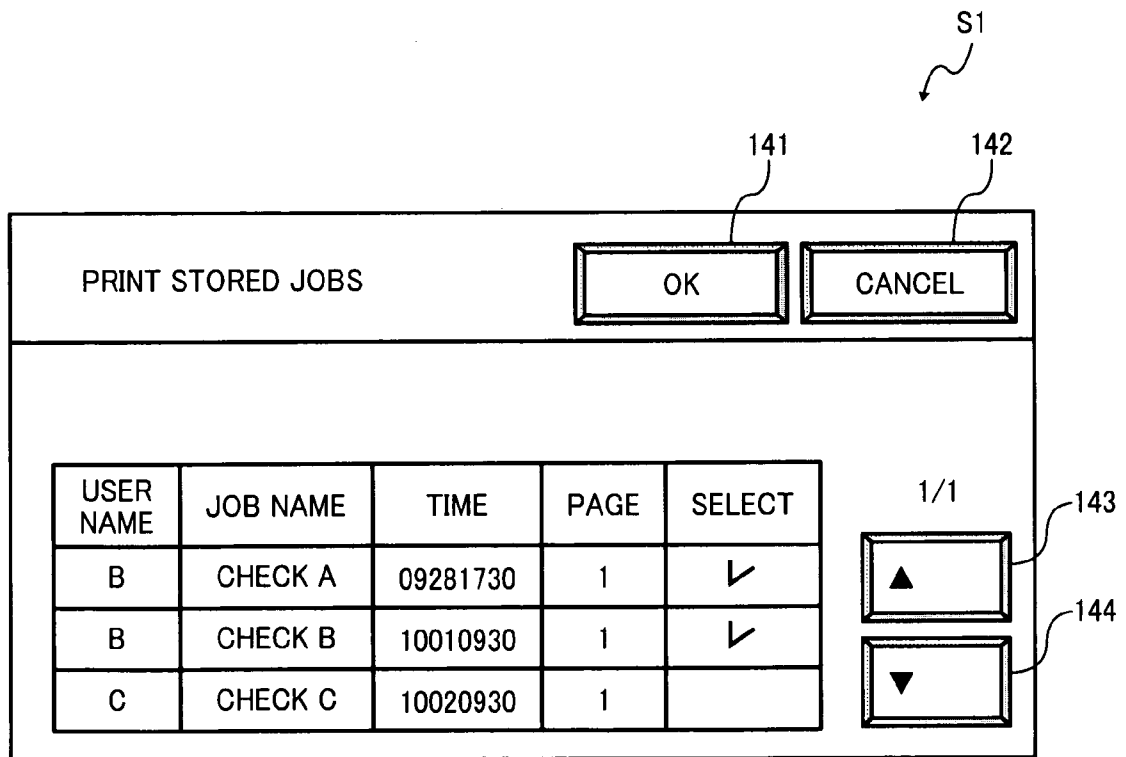 S1
141 142
PRINT STORED JOBS OK CANCEL
USER NAME JOB NAME TIME PAGE SELECT 1/1 143
B CHECK A 09281730 1 ✓ ▲
B CHECK B 10010930 1 ✓ 144
C CHECK C 10020930 1 ▼